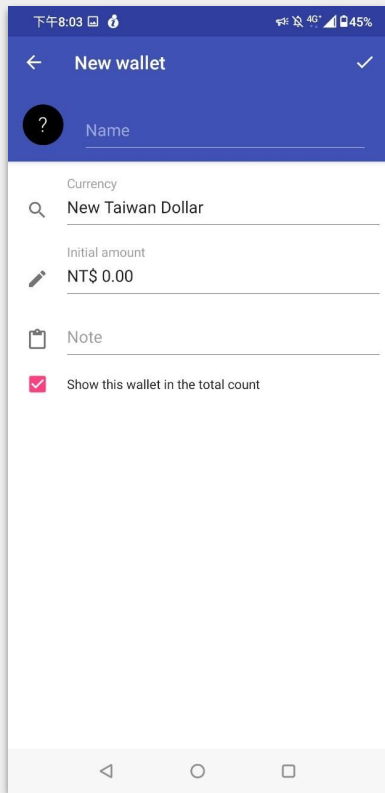 下午8:03 4G+ 45%
New wallet
?
Name
Currency
New Taiwan Dollar
Initial amount
NT$ 0.00
Note
Show this wallet in the total count